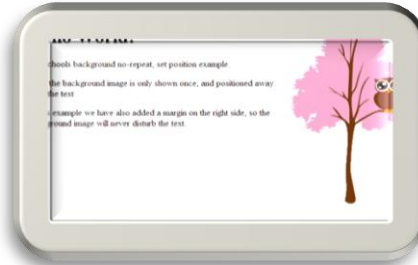 chools background no-repeat, set position example.
the background image is only shown once, and positioned away
the text.
example we have also added a margin on the right side, so the
ground image will never disturb the text.